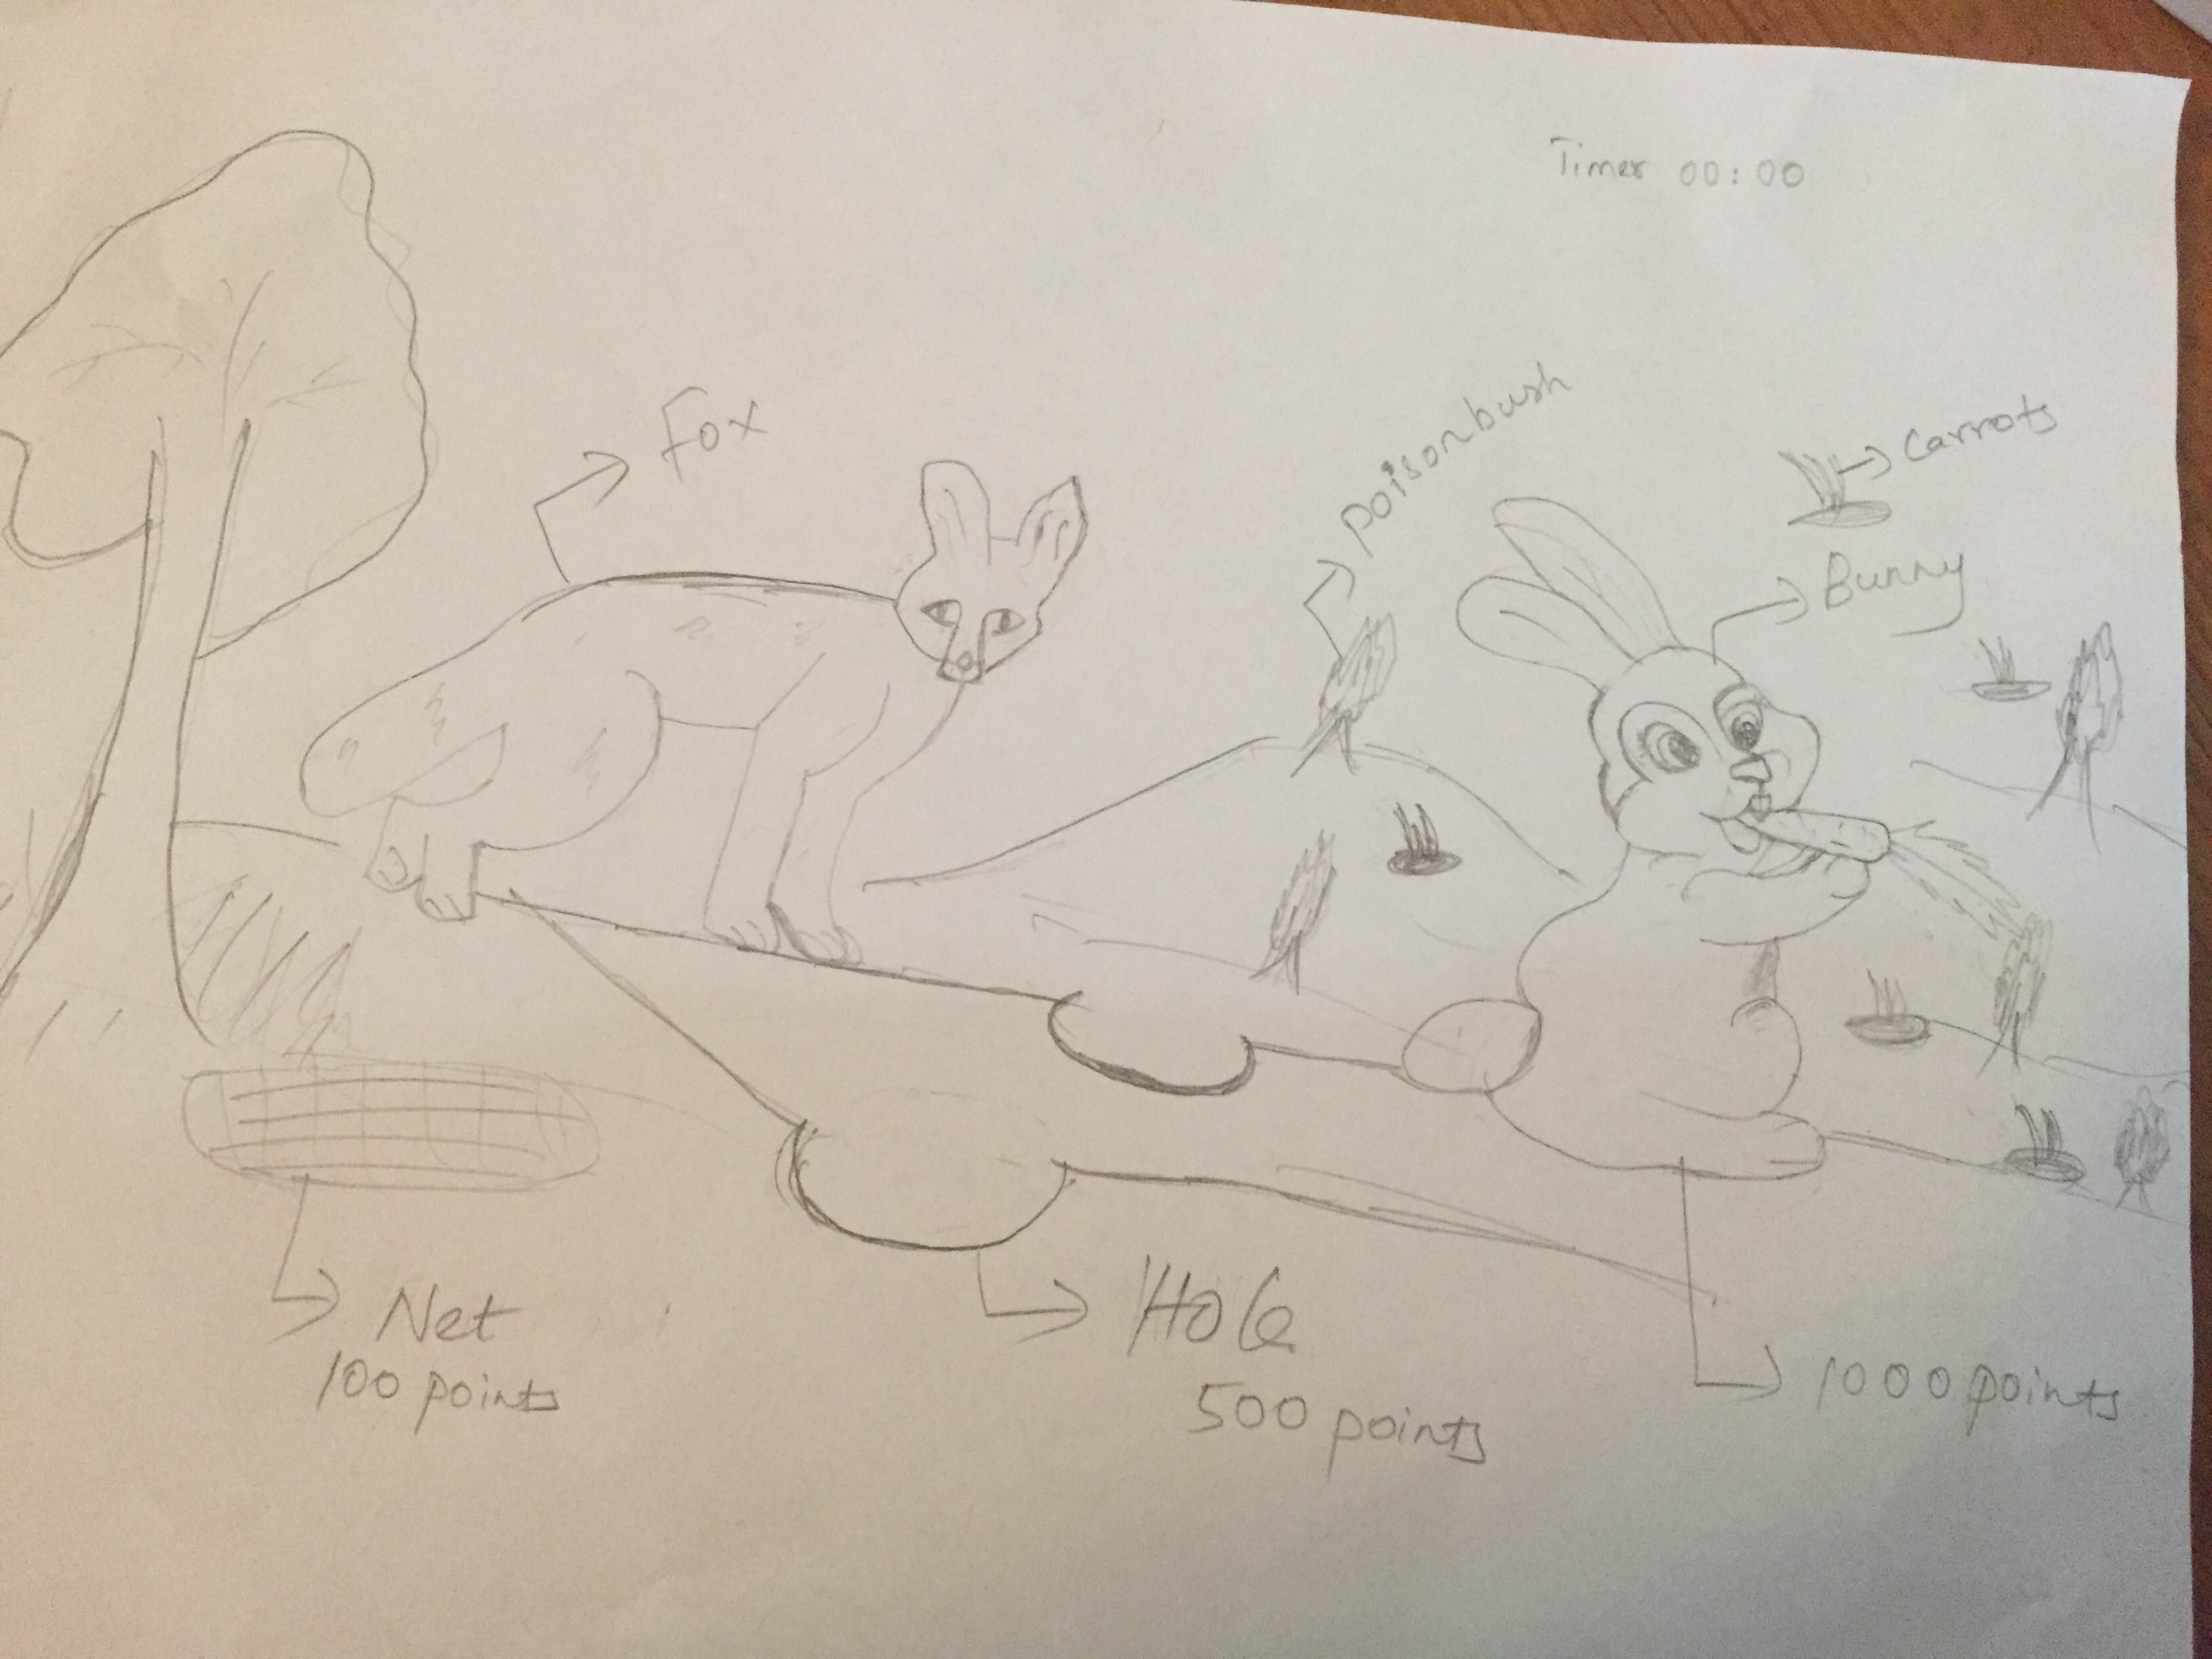 Timer 00:00
Fox
Poisonbush
Carrots
Bunny
Net
100 points
Hole
500 points
1000 points